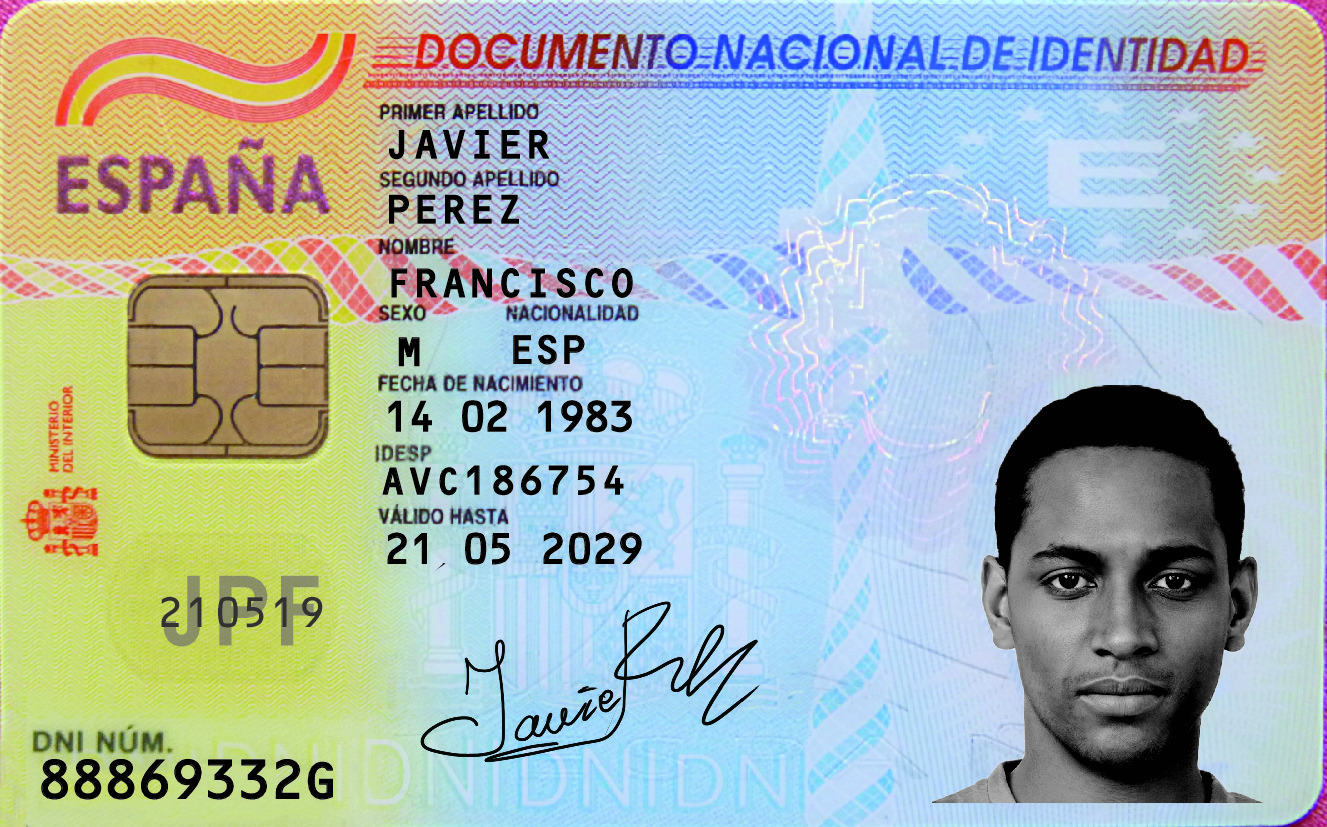 DOCUMENTO NACIONAL DE IDENTIDAD
ESPAÑA
E
PRIMER APELLIDO
JAVIER
SEGUNDO APELLIDO
PEREZ
NOMBRE
FRANCISCO
SEXO NACIONALIDAD
M ESP
FECHA DE NACIMIENTO
14 02 1983
IDESP
AVC186754
VÁLIDO HASTA
21 05 2029
MINISTERIO
DEL INTERIOR
JPF
210519
Javier
DNI NÚM.
88869332G
DNIDNIDNIDN